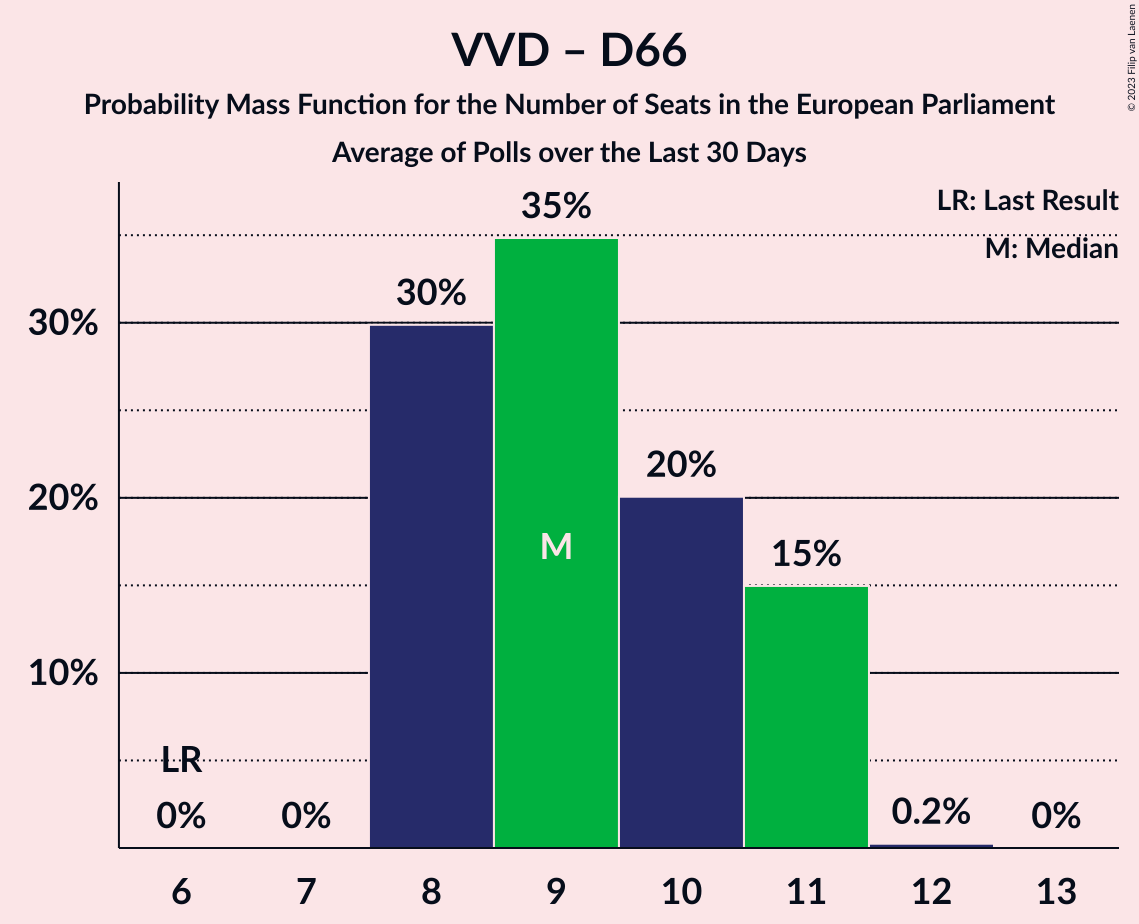 VVD – D66
Probability Mass Function for the Number of Seats in the European Parliament
Average of Polls over the Last 30 Days
© 2023 Filip van Laenen
LR: Last Result
M: Median
35%
30%
30%
20%
20%
M
15%
10%
LR
0%
0%
0.2%
0%
6 7 8 9 10 11 12 13